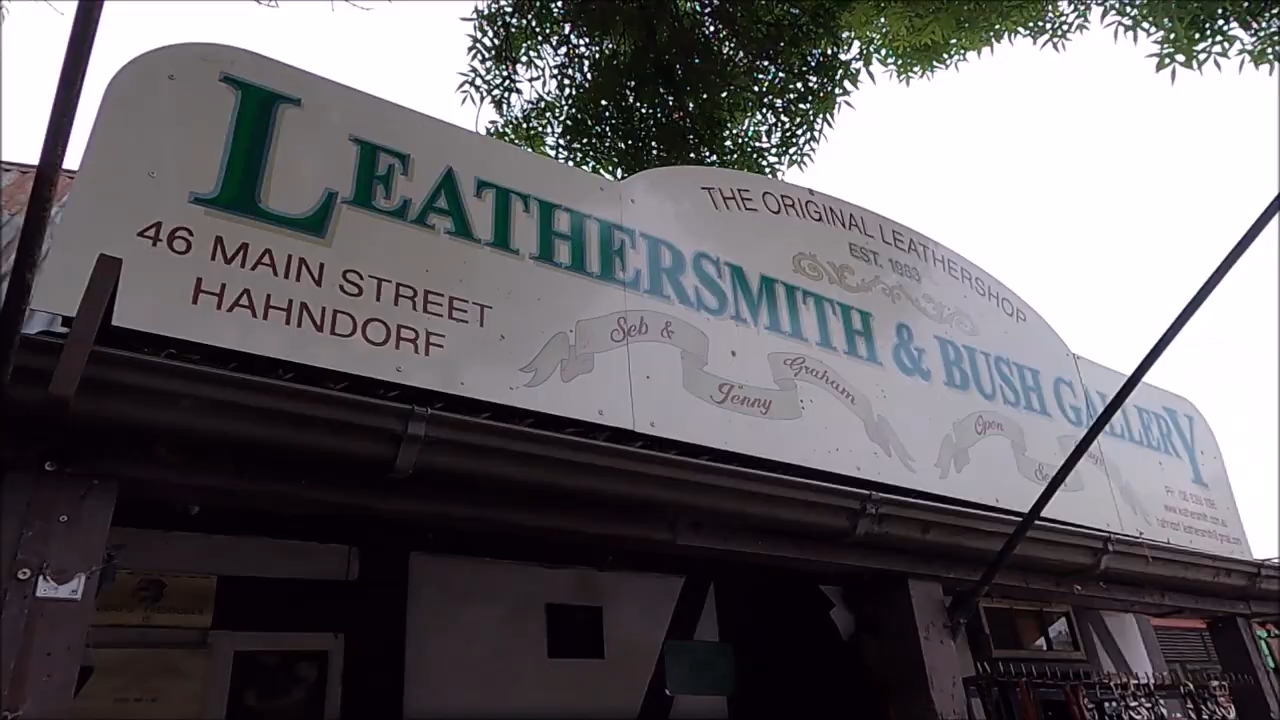 THE ORIGINAL LEATHERSHOP
EST. 1983
LEATHERSMITH & BUSH GALLERY
46 MAIN STREET
HAHNDORF
Seb &
Jenny
Graham
Open